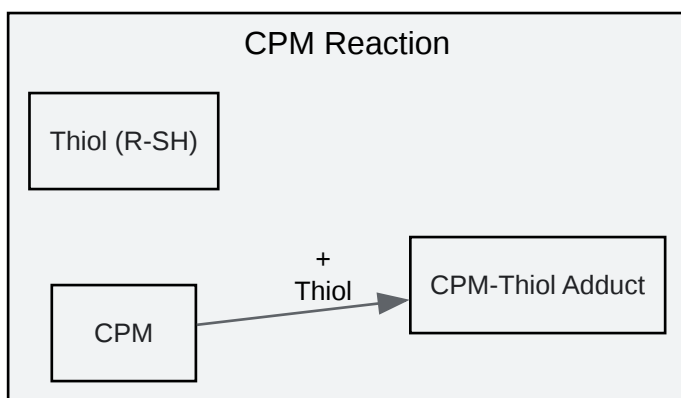 CPM Reaction
Thiol (R-SH)
+
Thiol
CPM-Thiol Adduct
CPM